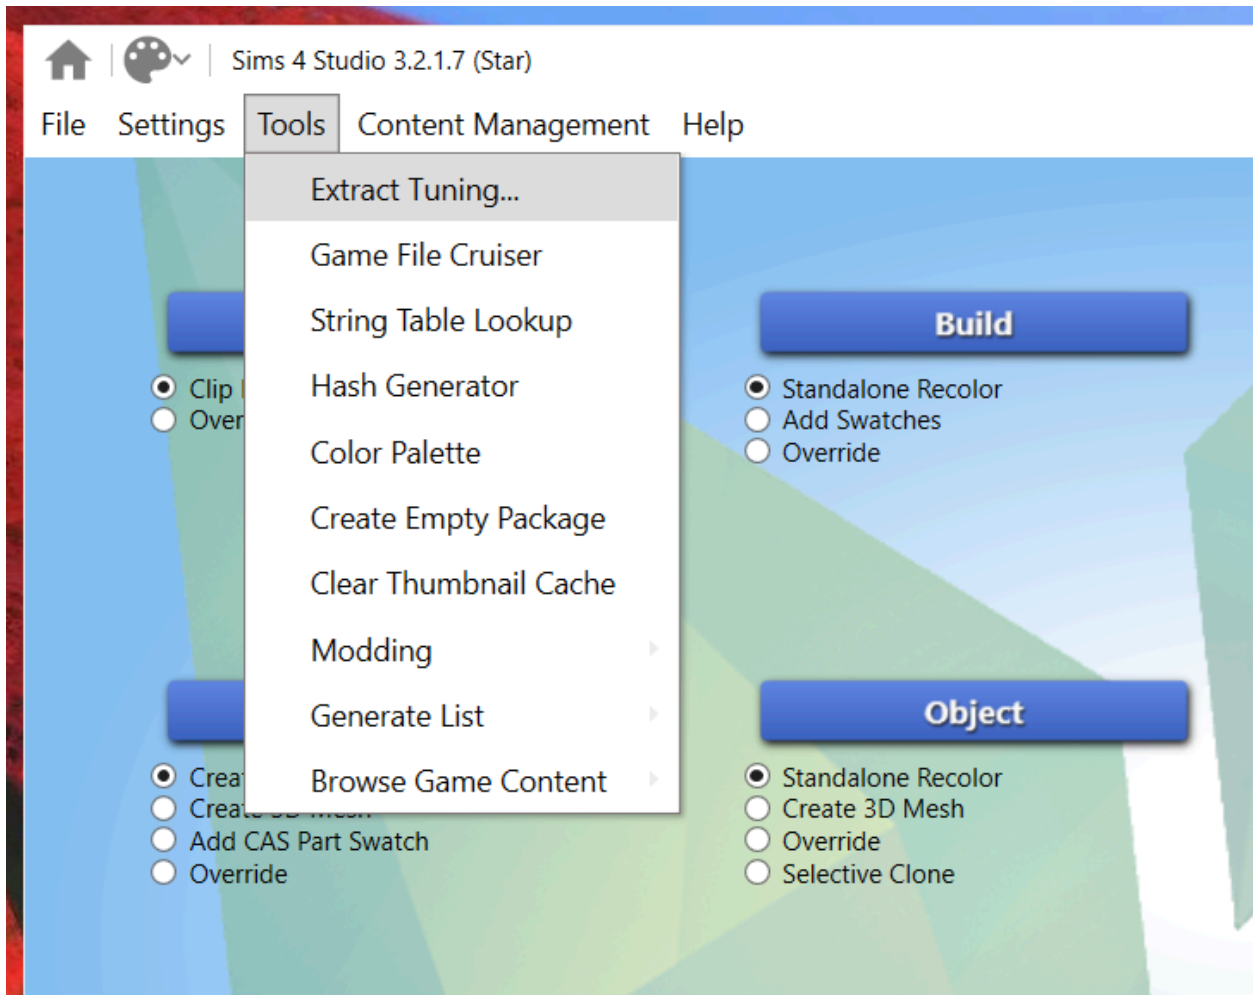 Sims 4 Studio 3.2.1.7 (Star)
File Settings Tools Content Management Help
Extract Tuning...
Game File Cruiser
String Table Lookup
Hash Generator
Color Palette
Create Empty Package
Clear Thumbnail Cache
Modding
Generate List
Browse Game Content
Clip
Build
Standalone Recolor
Add Swatches
Override
Add CAS Part Swatch
Override
Object
Standalone Recolor
Create 3D Mesh
Override
Selective Clone